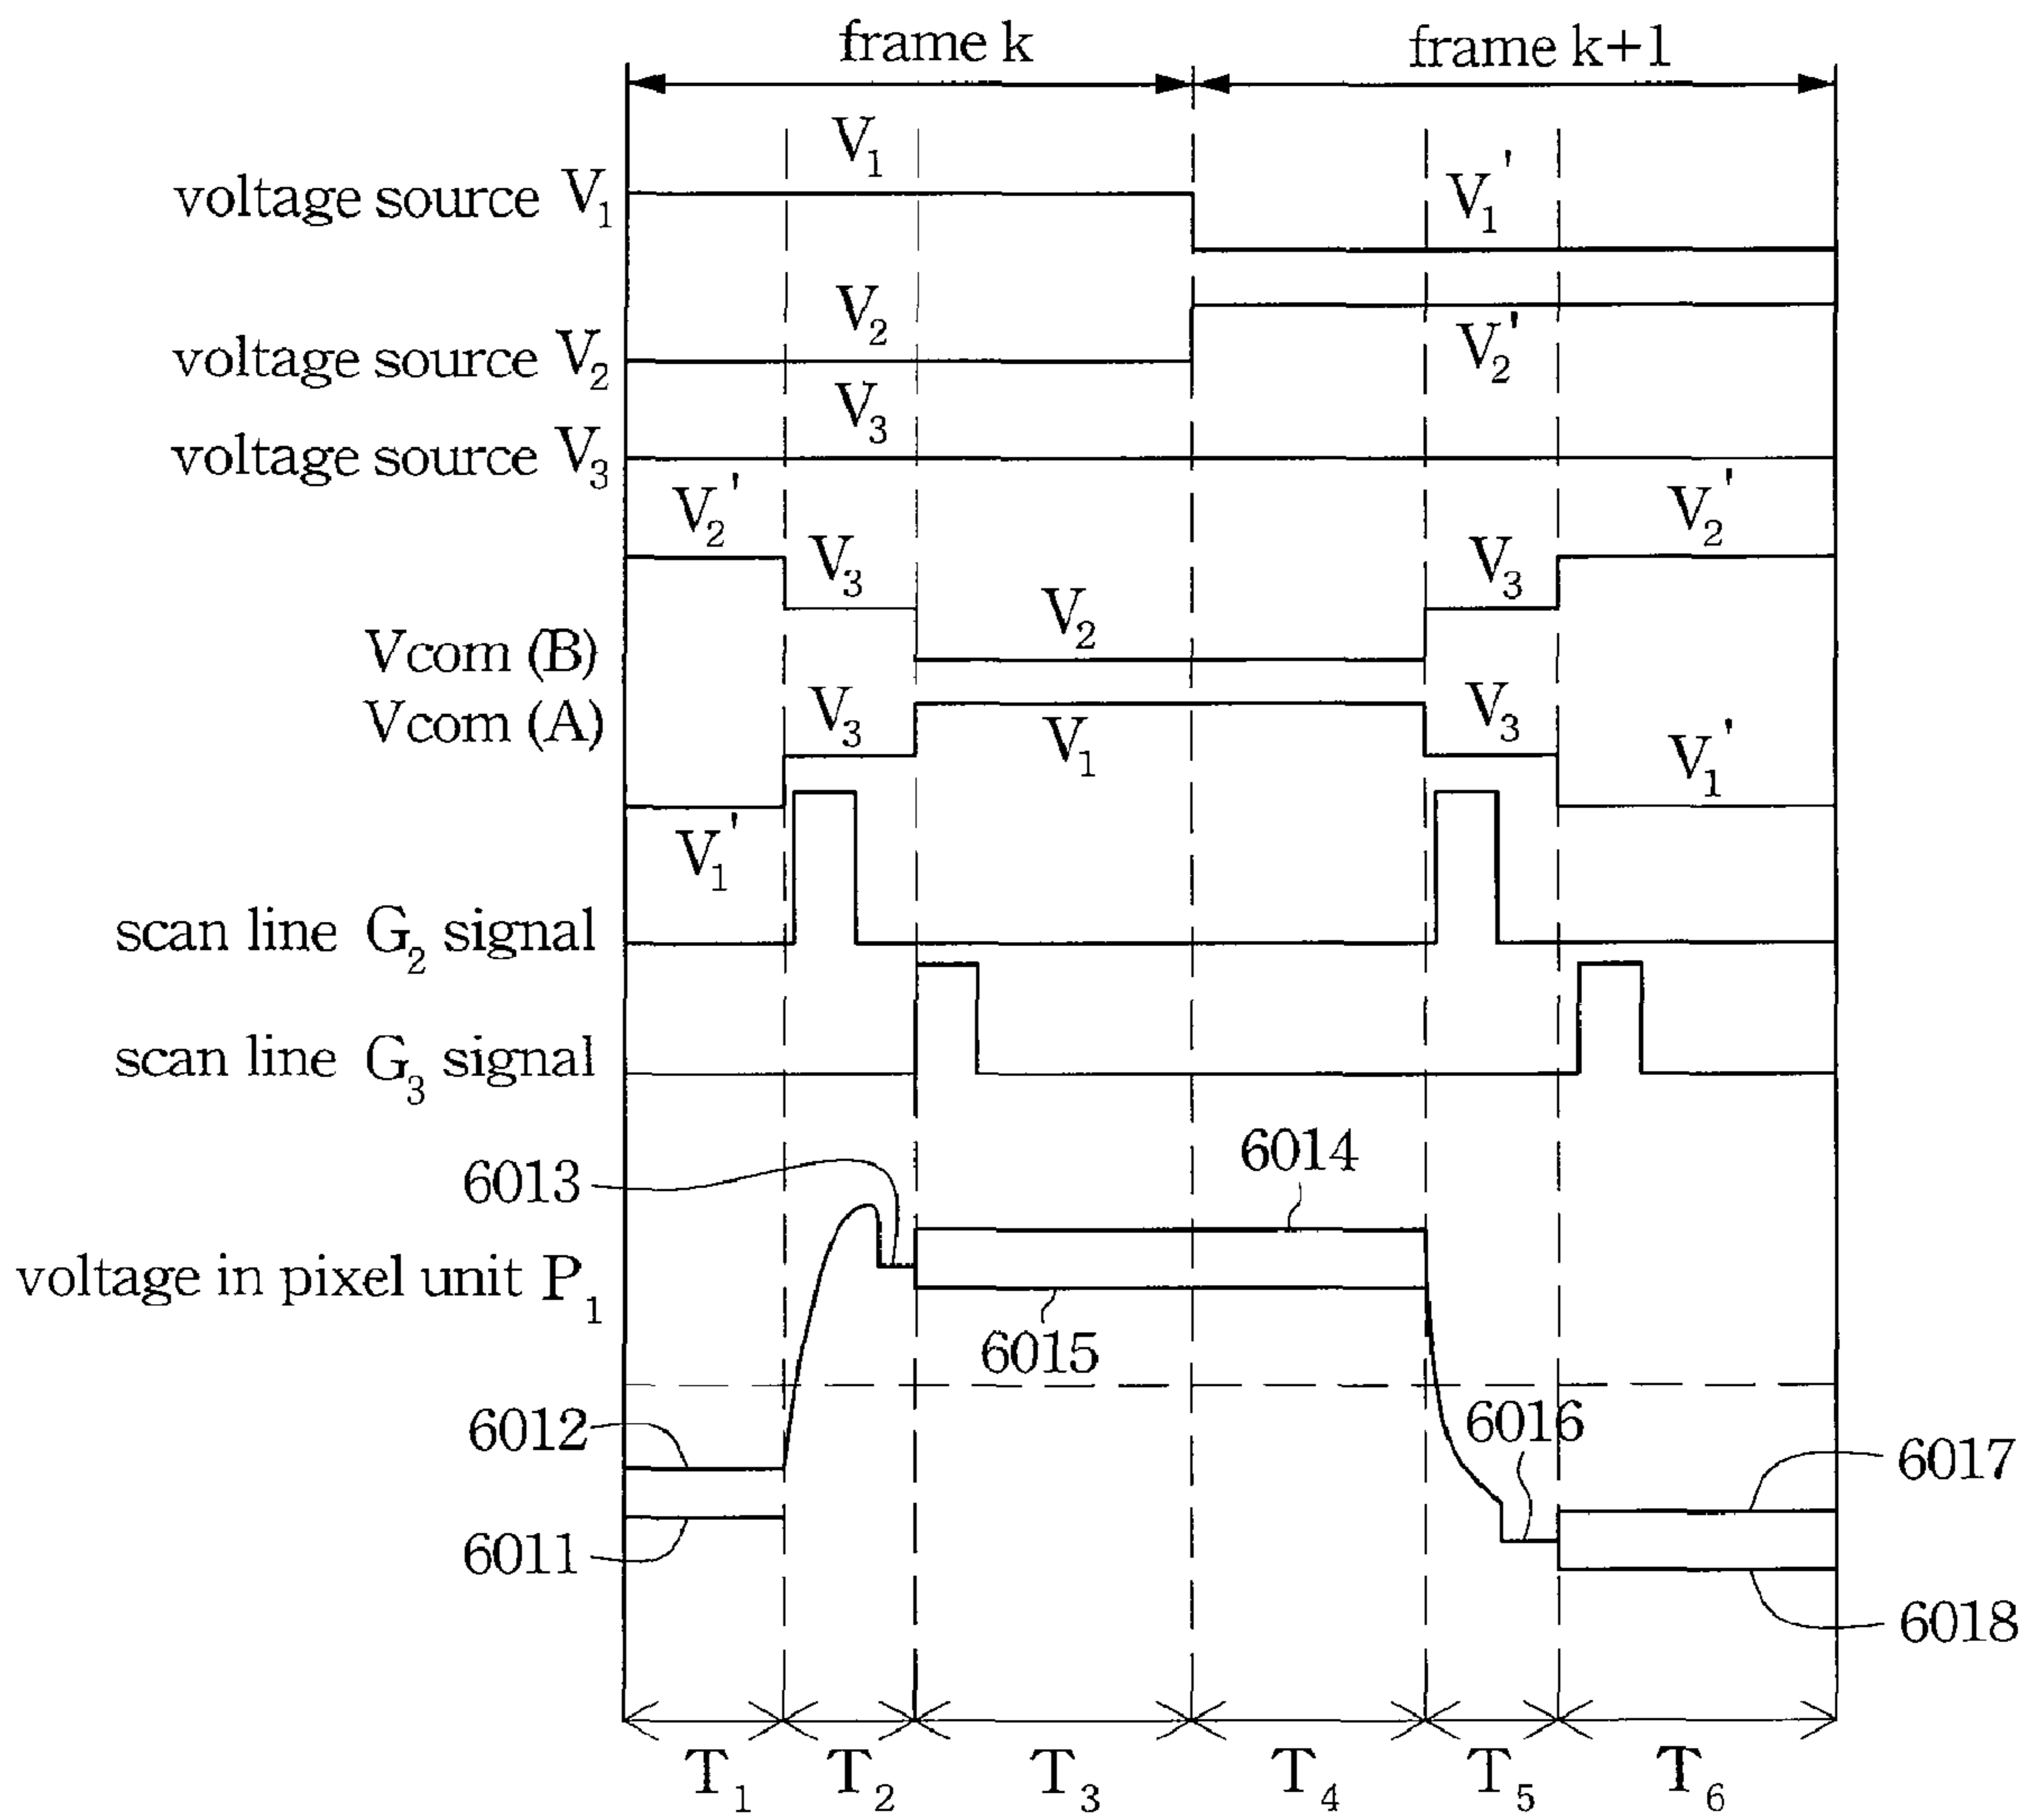 frame k
frame k+1
V1
voltage source V1
V1'
V2
voltage source V2
V2'
V3
voltage source V3
V2'
V2'
V3
V3
V2
Vcom (B)
V3
V3
Vcom (A)
V1
V1'
V1'
scan line G2 signal
scan line G3 signal
6014
6013
voltage in pixel unit P1
6015
6012
6016
6017
6011
6018
T1 T2 T3 T4 T5 T6